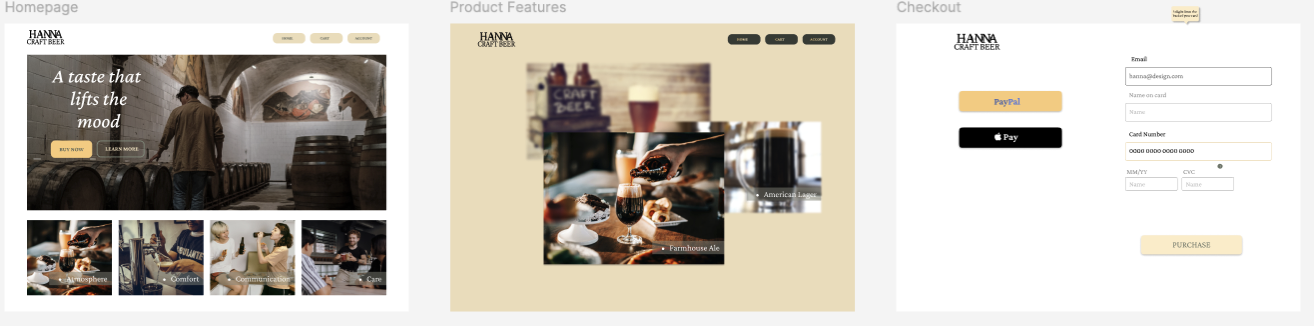 Homepage
HANNA
CRAFT BEER
HOME
CART
ACCOUNT
A taste that
lifts the
mood
BUY NOW
LEARN MORE
Atmosphere
Comfort
Communication
Care
Product Features
HANNA
CRAFT BEER
HOME
CART
ACCOUNT
CRAFT
BEER
American Lager
Farmhouse Ale
Checkout
HANNA
CRAFT BEER
PayPal
Pay
Email
hanna@design.com
Name on card
Name
Card Number
0000 0000 0000 0000
MM/YY
CVC
Name
Name
PURCHASE